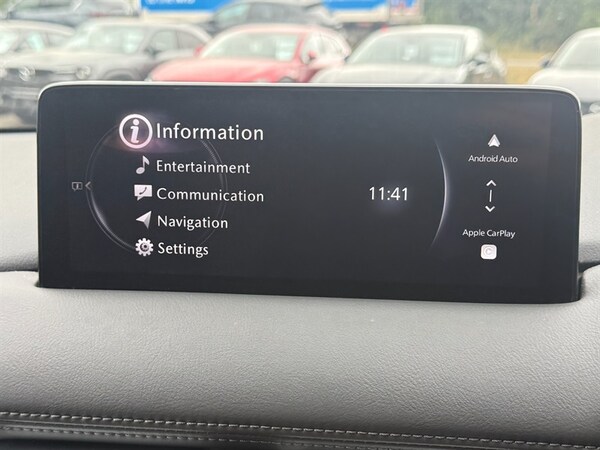 Information
Entertainment
Communication
Navigation
Settings
11:41
Android Auto
Apple CarPlay